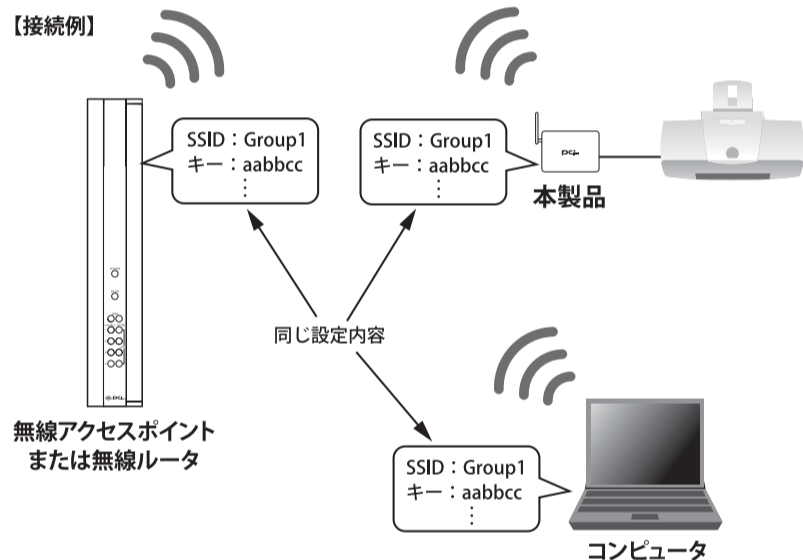 【接続例】
SSID：Group1
キー：aabbcc
⋮
SSID：Group1
キー：aabbcc
⋮
PCi
本製品
同じ設定内容
無線アクセスポイント
または無線ルータ
SSID：Group1
キー：aabbcc
⋮
コンピュータ